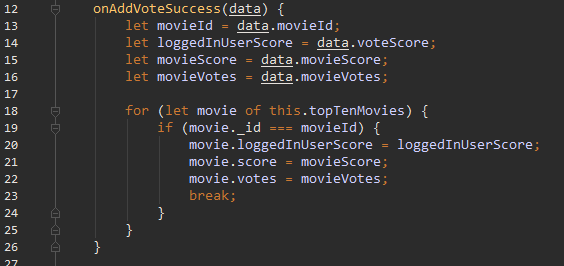 12 onAddVoteSuccess(data) {
13     let movieId = data.movieId;
14     let loggedInUserScore = data.voteScore;
15     let movieScore = data.movieScore;
16     let movieVotes = data.movieVotes;
17
18     for (let movie of this.topTenMovies) {
19         if (movie._id === movieId) {
20             movie.loggedInUserScore = loggedInUserScore;
21             movie.score = movieScore;
22             movie.votes = movieVotes;
23             break;
24         }
25     }
26 }